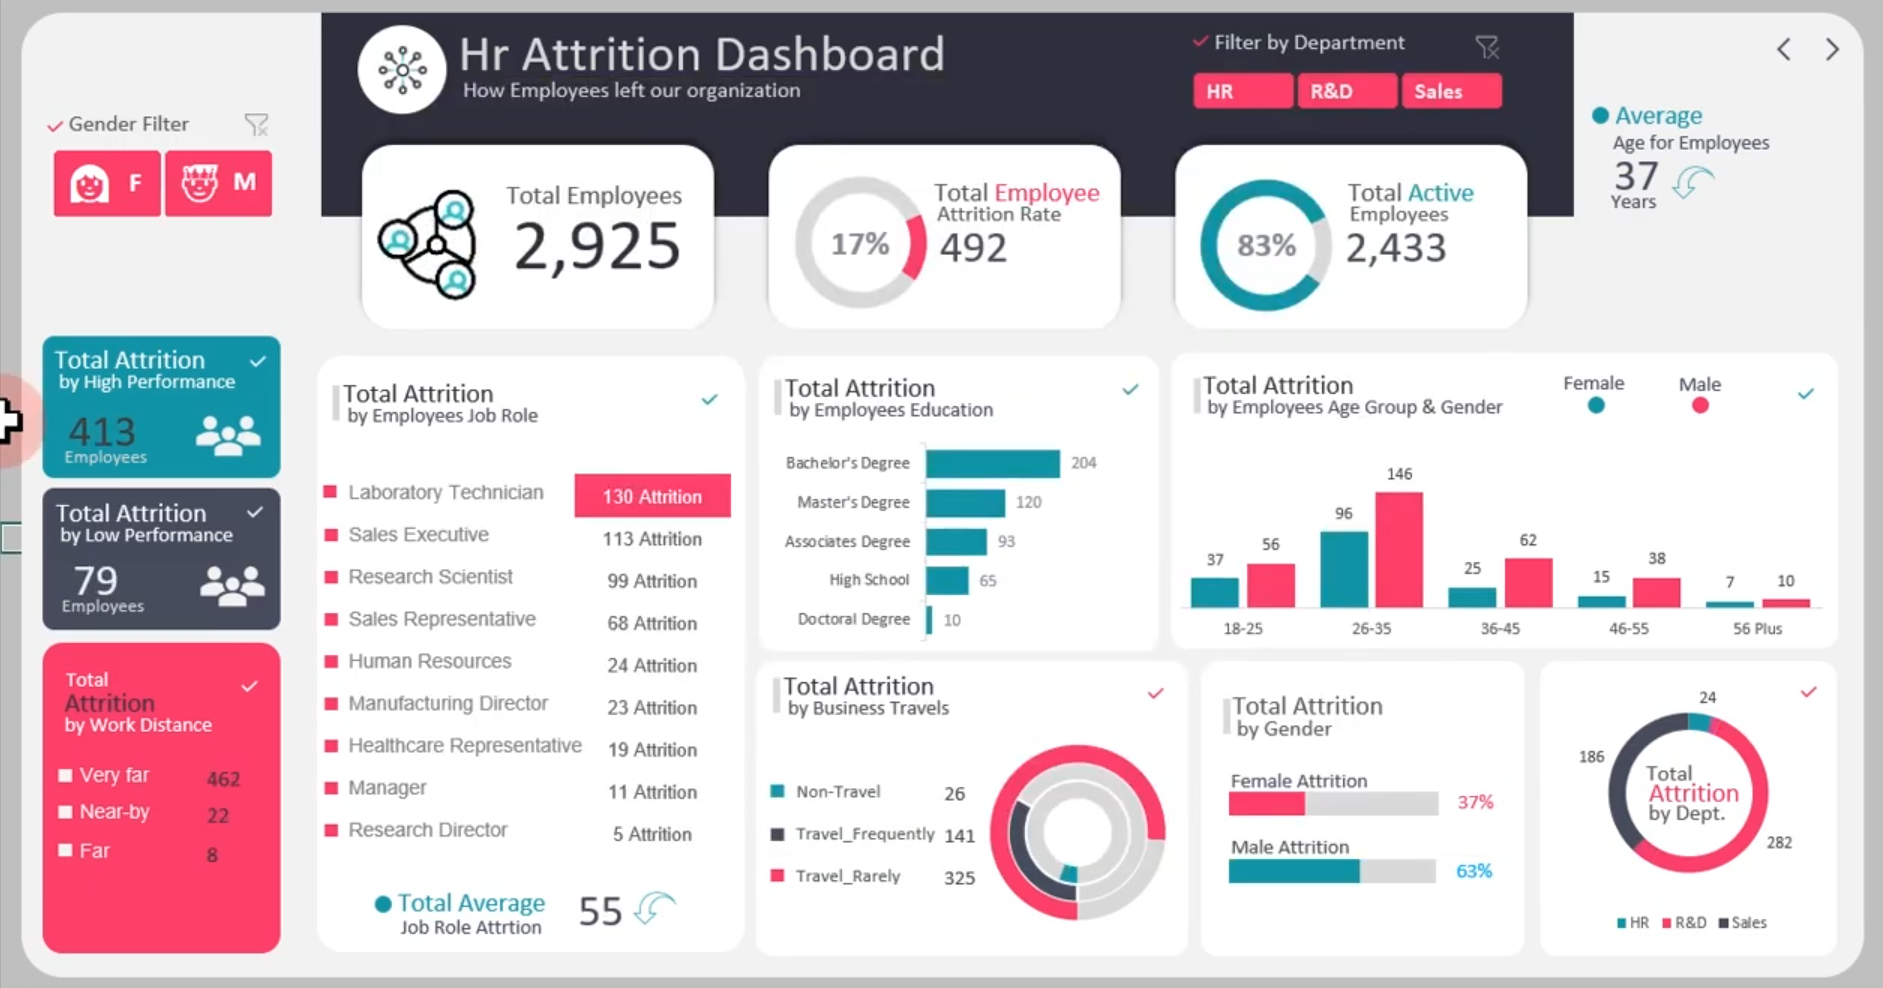 Hr Attrition Dashboard
How Employees left our organization
Filter by Department
HR
R&D
Sales
Gender Filter
F
M
Average
Age for Employees
37
Years
Total Employees
2,925
17%
Total Employee
Attrition Rate
492
83%
Total Active
Employees
2,433
Total Attrition
by High Performance
413
Employees
Total Attrition
by Low Performance
79
Employees
Total
Attrition
by Work Distance
Very far 462
Near-by 22
Far 8
Total Attrition
by Employees Job Role
Laboratory Technician 130 Attrition
Sales Executive 113 Attrition
Research Scientist 99 Attrition
Sales Representative 68 Attrition
Human Resources 24 Attrition
Manufacturing Director 23 Attrition
Healthcare Representative 19 Attrition
Manager 11 Attrition
Research Director 5 Attrition
Total Average
Job Role Attrtion
55
Total Attrition
by Employees Education
Bachelor's Degree 204
Master's Degree 120
Associates Degree 93
High School 65
Doctoral Degree 10
Total Attrition
by Employees Age Group & Gender
Female
Male
37 56 96 146 25 62 15 38 7 10
18-25 26-35 36-45 46-55 56 Plus
Total Attrition
by Business Travels
Non-Travel 26
Travel_Frequently 141
Travel_Rarely 325
Total Attrition
by Gender
Female Attrition
37%
Male Attrition
63%
24
186
282
Total
Attrition
by Dept.
HR R&D Sales